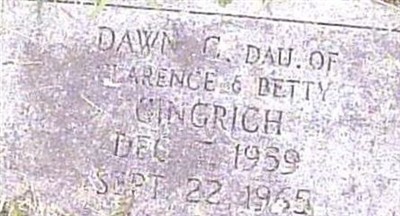 DAWN C. DAU. OF
CLARENCE & BETTY
GINGRICH
DEC 1959
SEPT. 22, 1965